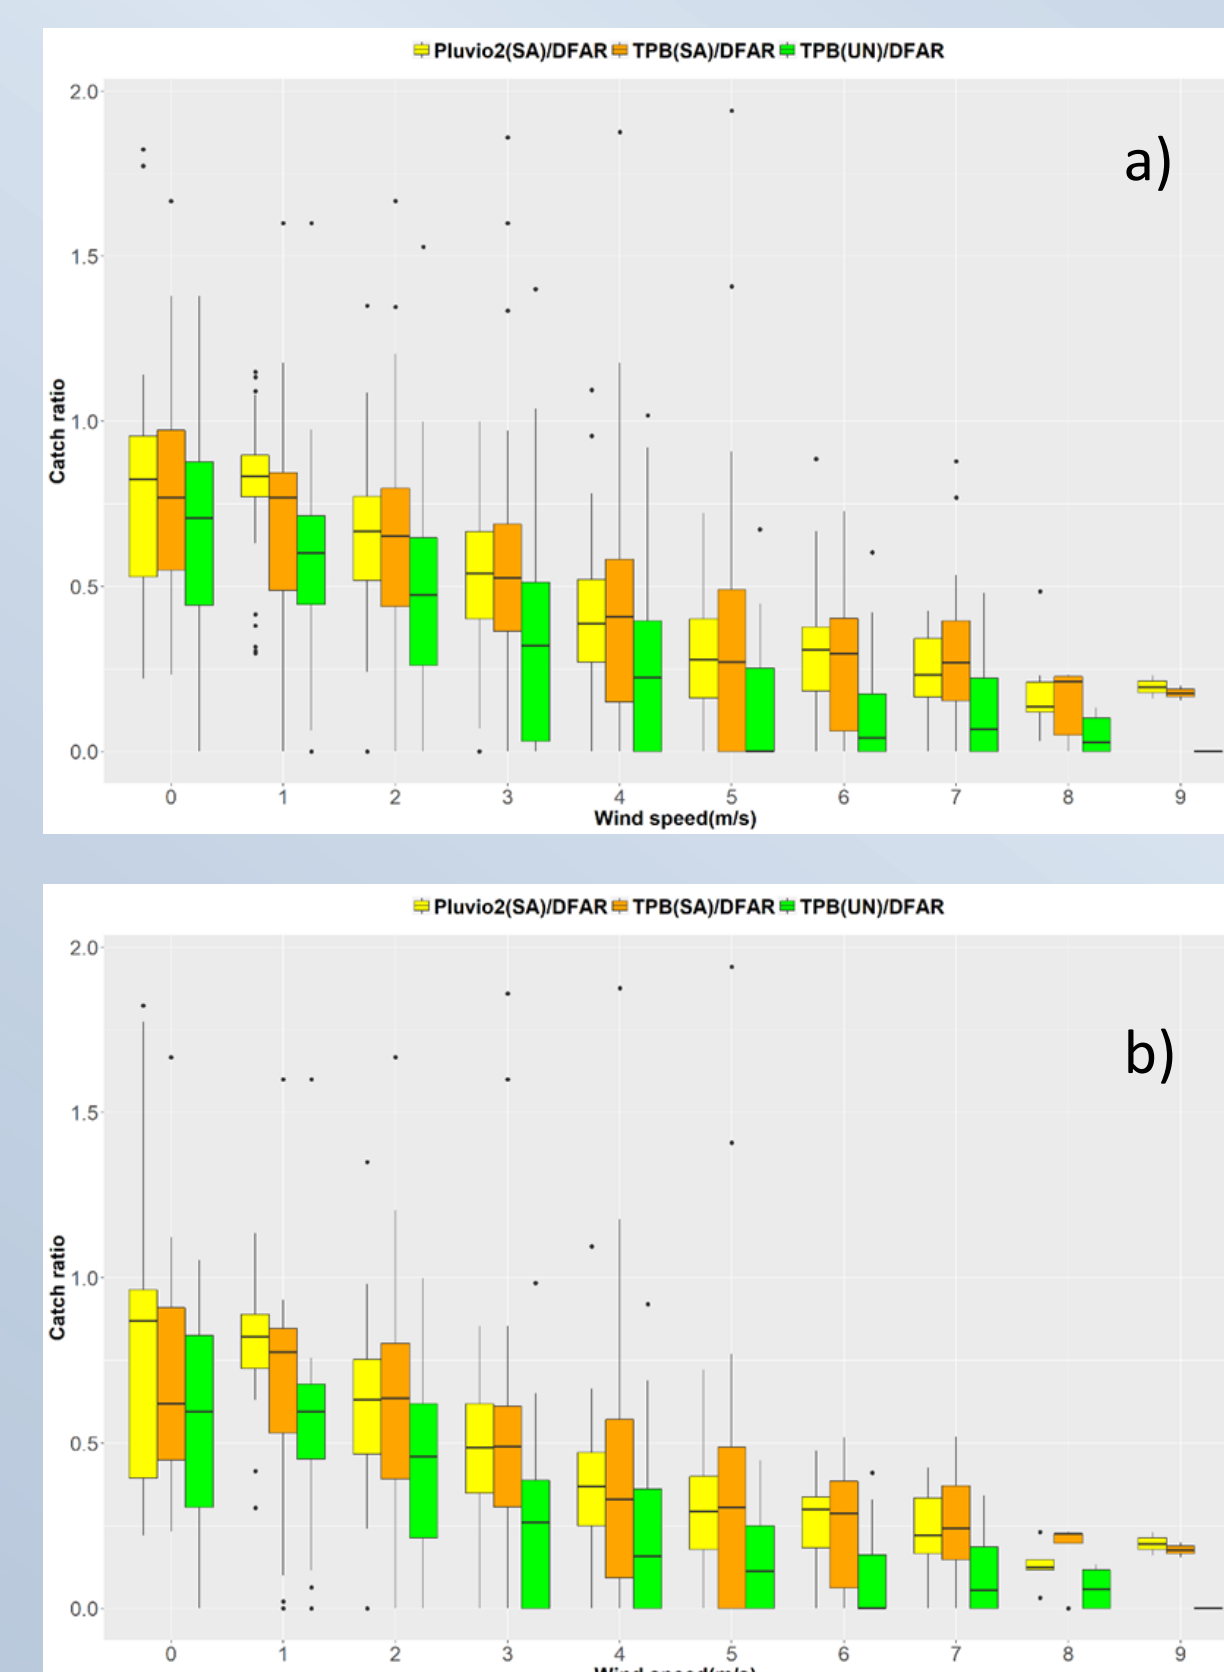 Pluvio2(SA)/DFAR TPB(SA)/DFAR TPB(UN)/DFAR
a)
2.0
1.5
1.0
0.5
0.0
Catch ratio
0 1 2 3 4 5 6 7 8 9
Wind speed(m/s)
Pluvio2(SA)/DFAR TPB(SA)/DFAR TPB(UN)/DFAR
b)
2.0
1.5
1.0
0.5
0.0
Catch ratio
0 1 2 3 4 5 6 7 8 9
Wind speed(m/s)